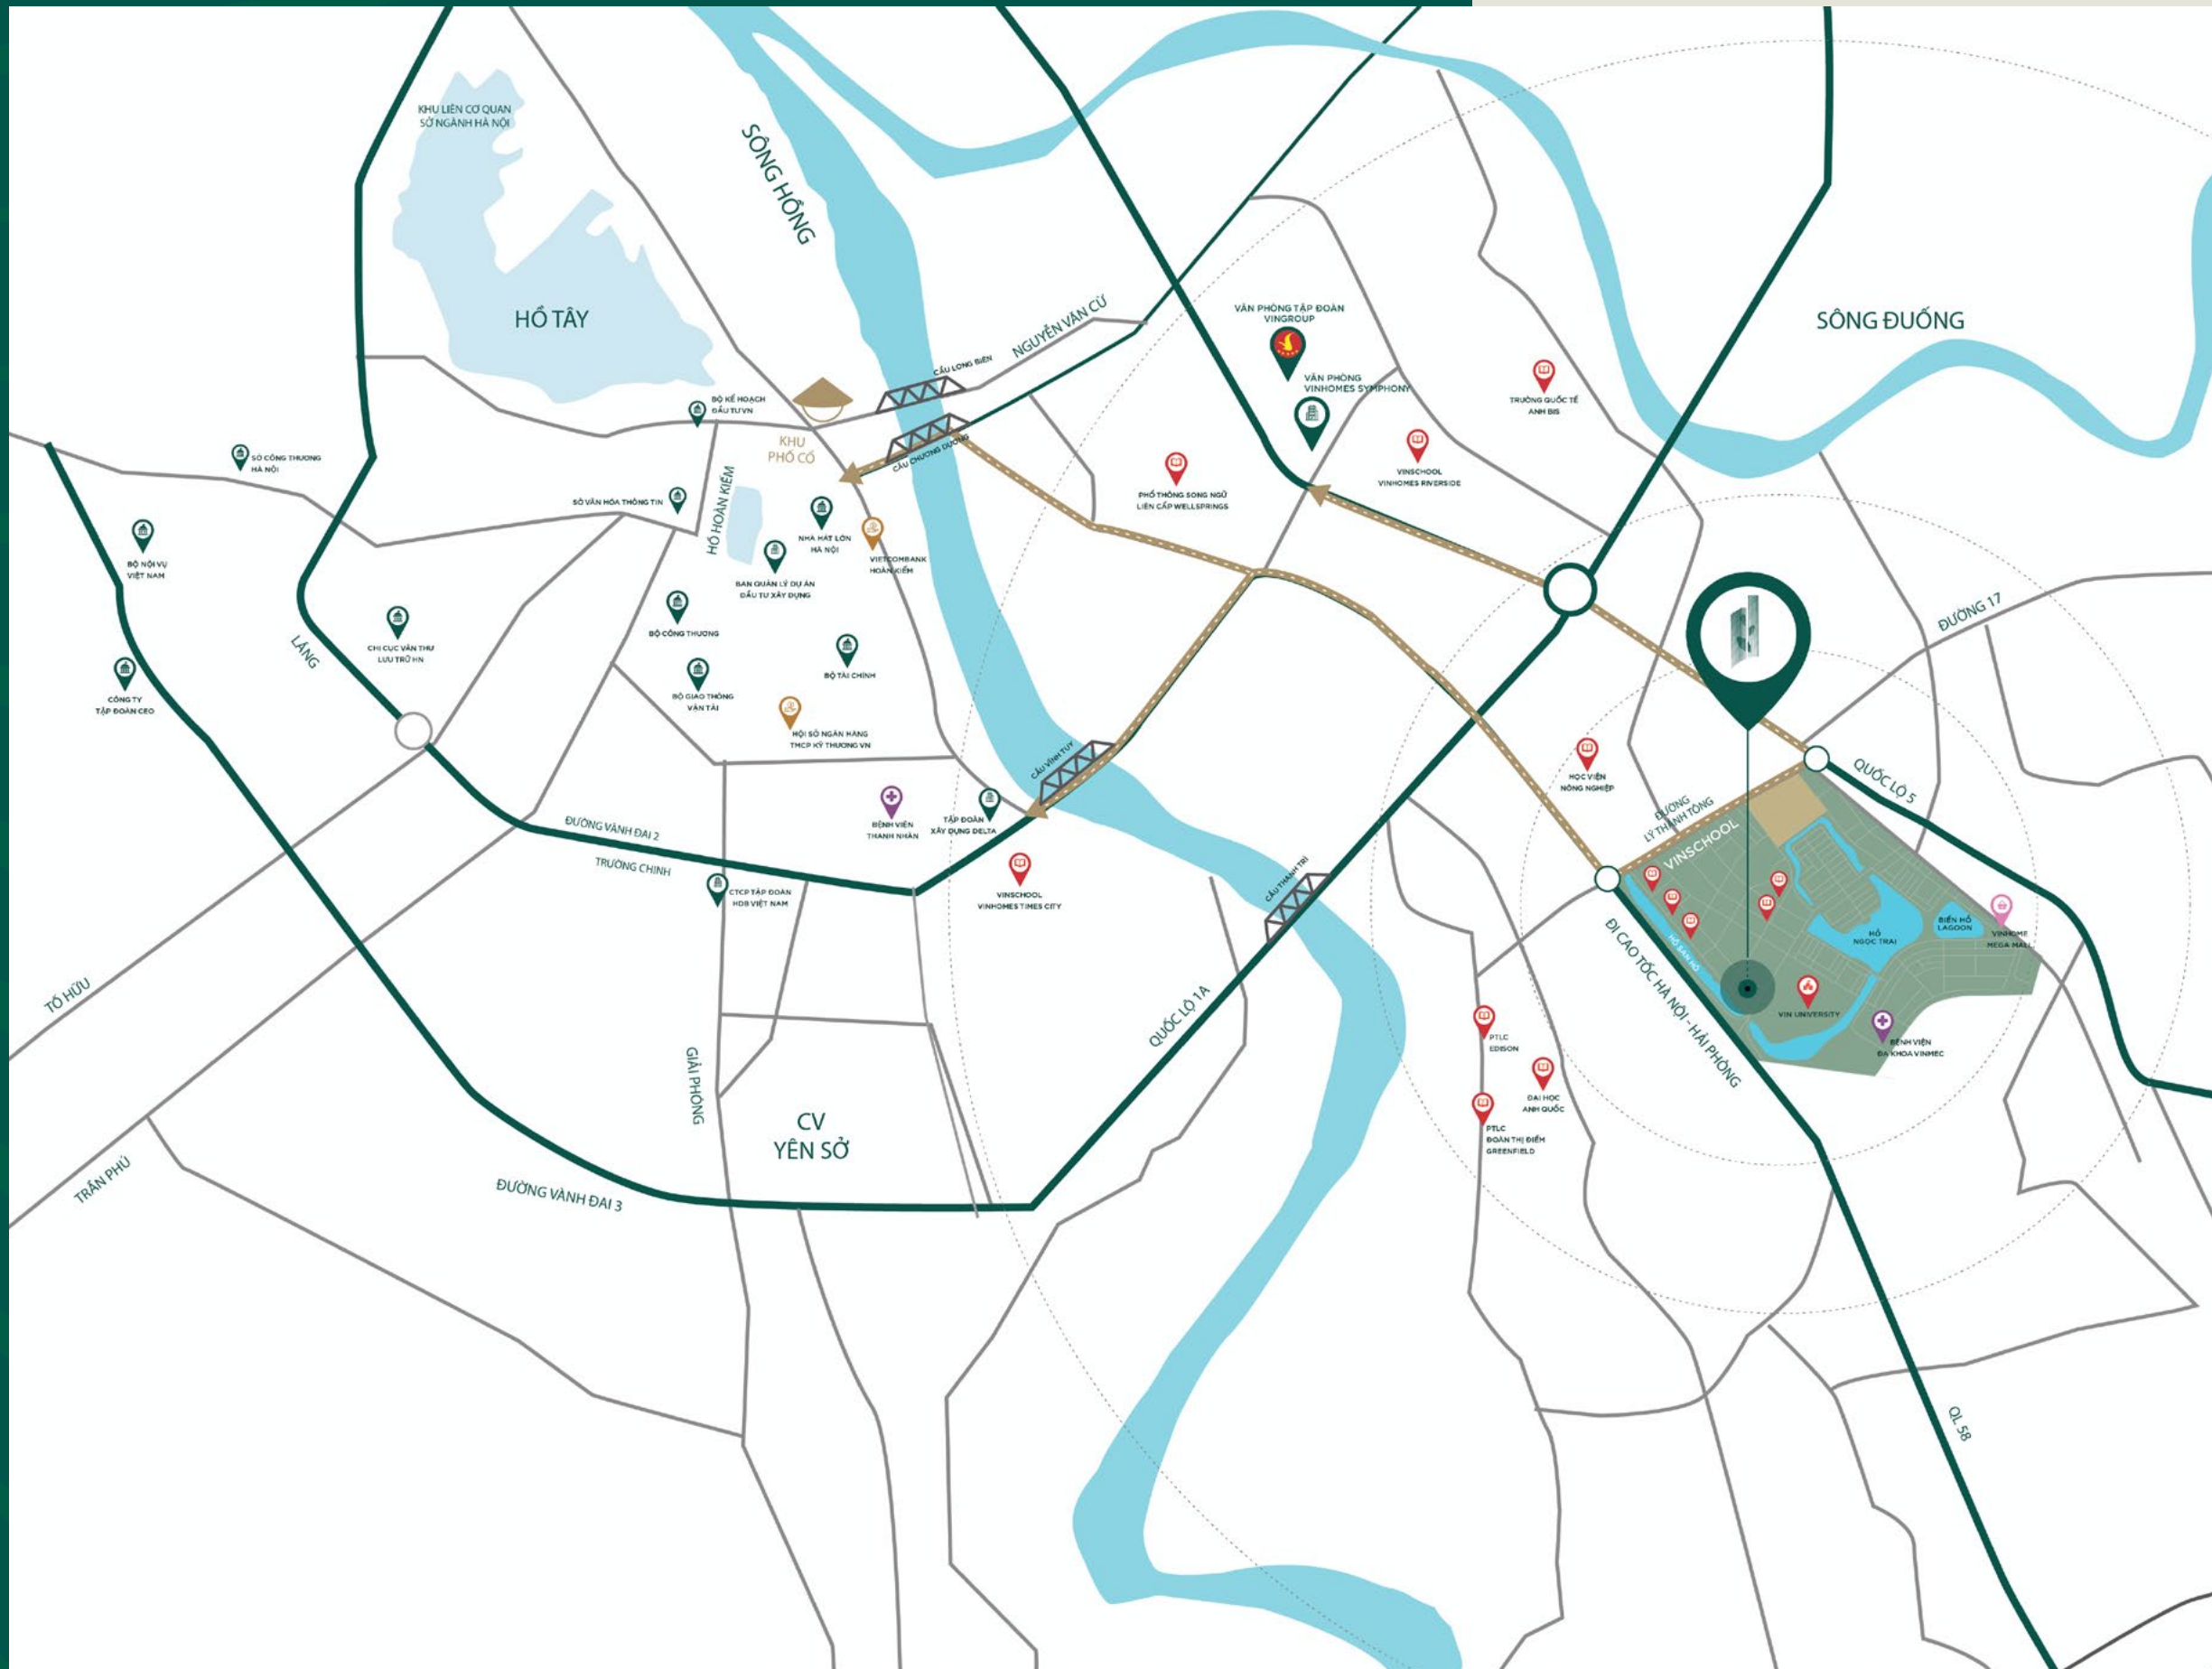 KHU LIÊN CƠ QUAN
SỞ NGÀNH HÀ NỘI
SÔNG HỒNG
HỒ TÂY
NGUYỄN VĂN CỪ
VĂN PHÒNG TẬP ĐOÀN
VINGROUP
SÔNG ĐUỐNG
CẦU LONG BIÊN
VĂN PHÒNG
VINHOMES SYMPHONY
TRƯỜNG QUỐC TẾ
ANH BIS
BỘ KẾ HOẠCH
ĐẦU TƯ VN
KHU
PHỐ CỔ
CẦU CHƯƠNG DƯƠNG
SỞ CÔNG THƯƠNG
HÀ NỘI
VINSCHOOL
VINHOMES RIVERSIDE
PHỔ THÔNG SONG NGỮ
LIÊN CẤP WELLSPRINGS
SỞ VĂN HÓA THÔNG TIN
HỒ HOÀN KIẾM
NHÀ HÁT LỚN
HÀ NỘI
VIETCOMBANK
HOÀN KIẾM
BỘ NỘI VỤ
VIỆT NAM
BAN QUẢN LÝ DỰ ÁN
ĐẦU TƯ XÂY DỰNG
ĐƯỜNG 17
BỘ CÔNG THƯƠNG
LÁNG
CHI CỤC VĂN THƯ
LƯU TRỮ HN
BỘ TÀI CHÍNH
CÔNG TY
TẬP ĐOÀN CEO
BỘ GIAO THÔNG
VẬN TẢI
HỘI SỞ NGÂN HÀNG
TMCP KỸ THƯƠNG VN
CẦU VĨNH TUY
HỌC VIỆN
NÔNG NGHIỆP
QUỐC LỘ 5
ĐƯỜNG
LÝ THÁNH TÔNG
VINSCHOOL
ĐƯỜNG VÀNH ĐAI 2
BỆNH VIỆN
THANH NHÀN
TẬP ĐOÀN
XÂY DỰNG DELTA
TRƯỜNG CHINH
CTCP TẬP ĐOÀN
HDB VIỆT NAM
VINSCHOOL
VINHOMES TIMES CITY
CẦU THANH TRÌ
BIỂN HỒ
LAGOON
HỒ
NGỌC TRAI
VINHOME
MEGA MALL
HỒ SAN HÔ
ĐI CAO TỐC HÀ NỘI - HẢI PHÒNG
VIN UNIVERSITY
BỆNH VIỆN
ĐA KHOA VINMEC
TỐ HỮU
QUỐC LỘ 1A
PTLC
EDISON
GIẢI PHÓNG
ĐẠI HỌC
ANH QUỐC
CV
YÊN SỞ
PTLC
ĐOÀN THỊ ĐIỂM
GREENFIELD
TRẦN PHÚ
ĐƯỜNG VÀNH ĐAI 3
QL 58